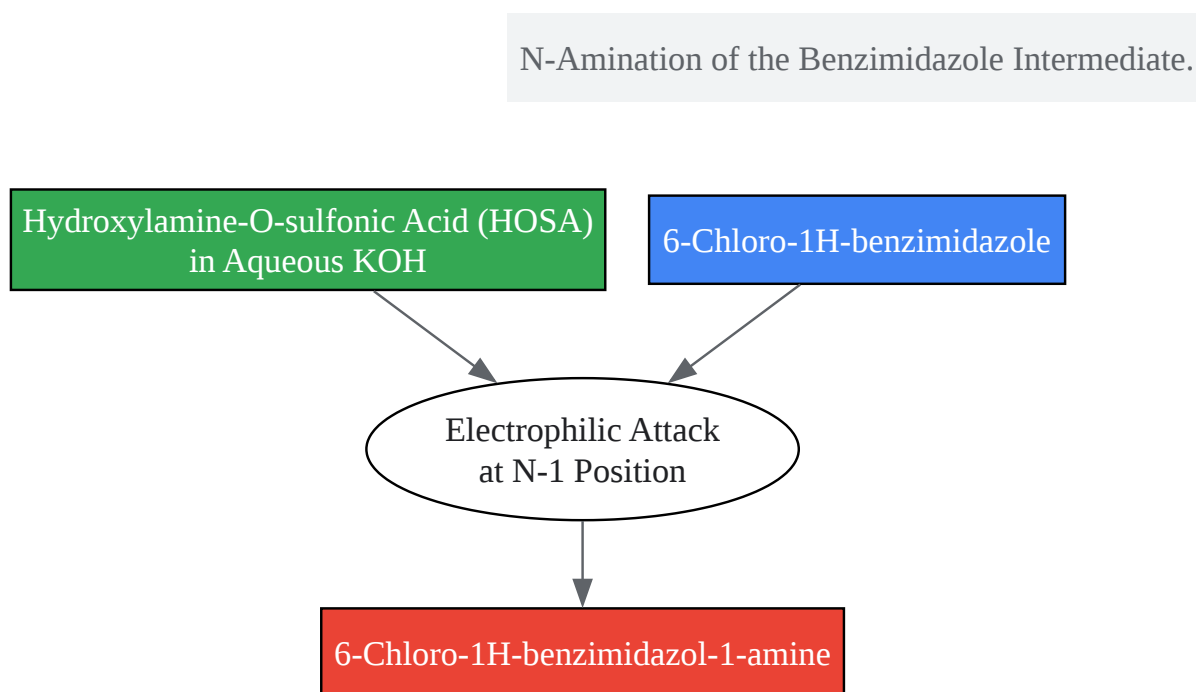 N-Amination of the Benzimidazole Intermediate.
Hydroxylamine-O-sulfonic Acid (HOSA)
in Aqueous KOH
6-Chloro-1H-benzimidazole
Electrophilic Attack
at N-1 Position
6-Chloro-1H-benzimidazol-1-amine